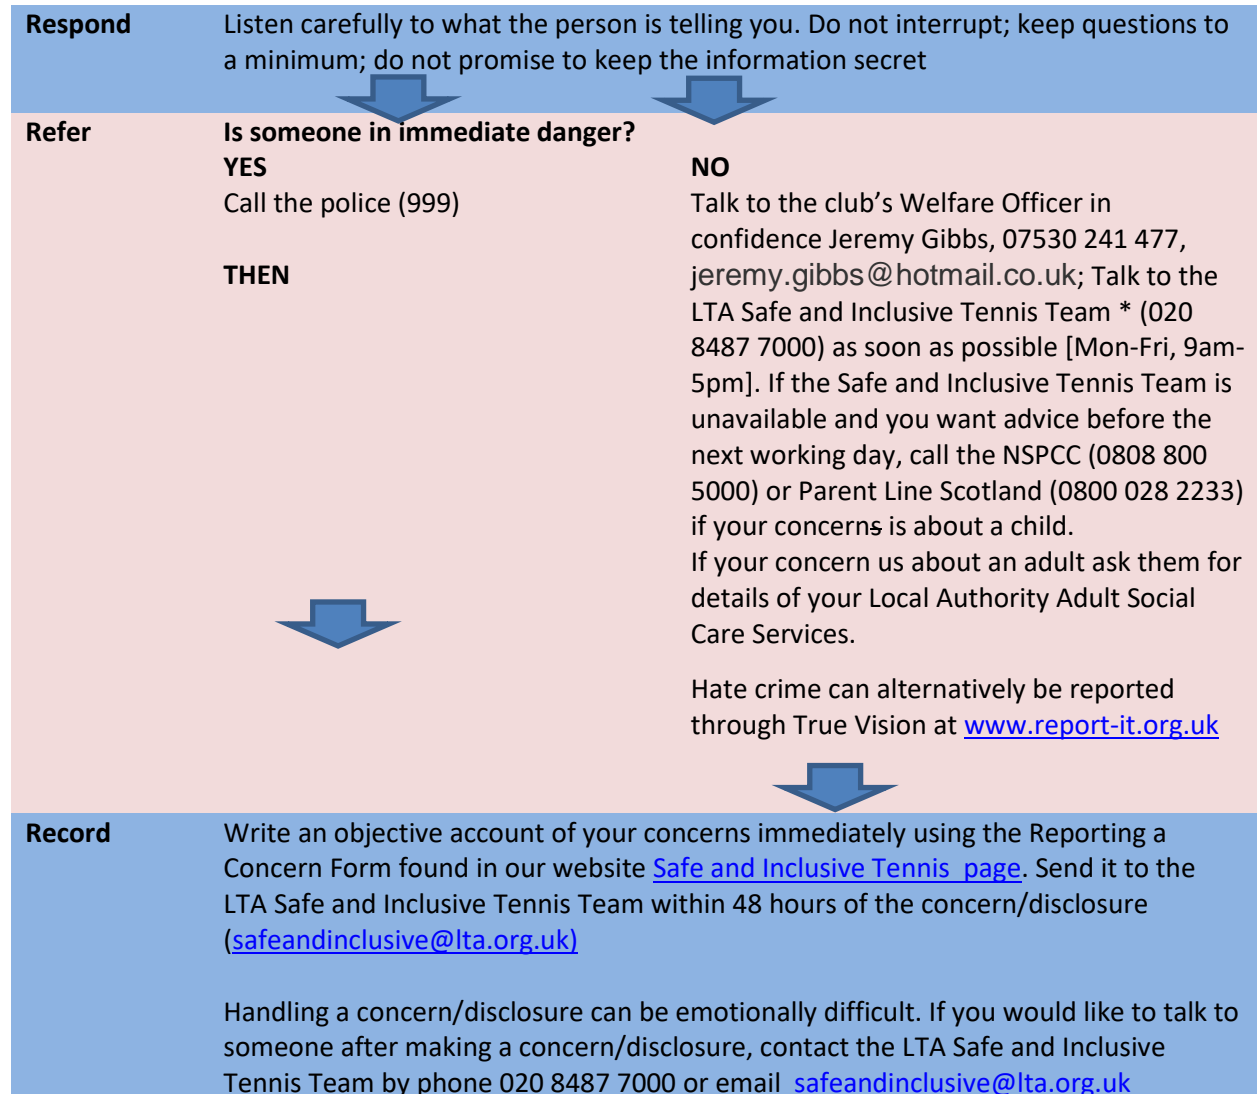 Respond Listen carefully to what the person is telling you. Do not interrupt; keep questions to
a minimum; do not promise to keep the information secret
Refer Is someone in immediate danger?
YES
Call the police (999)
THEN
NO
Talk to the club’s Welfare Officer in
confidence Jeremy Gibbs, 07530 241 477,
jeremy.gibbs@hotmail.co.uk; Talk to the
LTA Safe and Inclusive Tennis Team * (020
8487 7000) as soon as possible [Mon-Fri, 9am-
5pm]. If the Safe and Inclusive Tennis Team is
unavailable and you want advice before the
next working day, call the NSPCC (0808 800
5000) or Parent Line Scotland (0800 028 2233)
if your concerns is about a child.
If your concern us about an adult ask them for
details of your Local Authority Adult Social
Care Services.
Hate crime can alternatively be reported
through True Vision at www.report-it.org.uk
Record Write an objective account of your concerns immediately using the Reporting a
Concern Form found in our website Safe and Inclusive Tennis  page. Send it to the
LTA Safe and Inclusive Tennis Team within 48 hours of the concern/disclosure
(safeandinclusive@lta.org.uk)
Handling a concern/disclosure can be emotionally difficult. If you would like to talk to
someone after making a concern/disclosure, contact the LTA Safe and Inclusive
Tennis Team by phone 020 8487 7000 or email  safeandinclusive@lta.org.uk